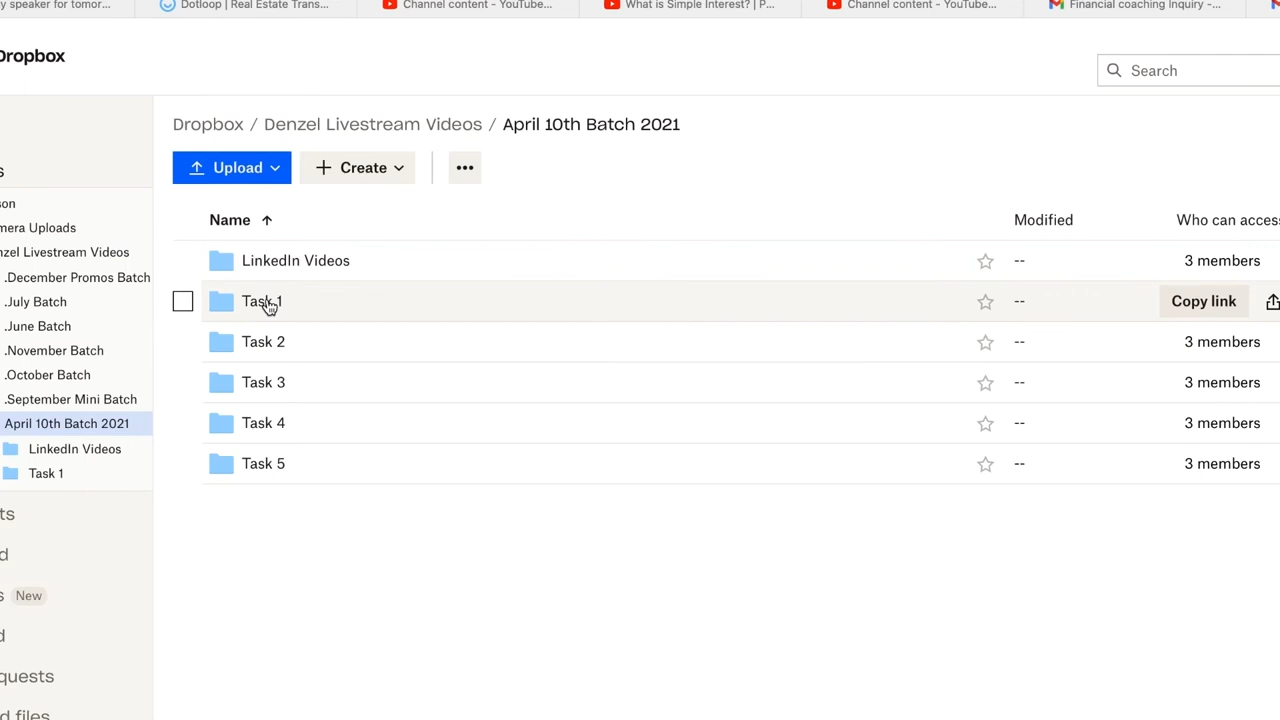 y speaker for tomor...
Dotloop | Real Estate Trans...
Channel content - YouTube...
What is Simple Interest? | P...
Channel content - YouTube...
Financial coaching Inquiry -...
Dropbox
Search
Dropbox / Denzel Livestream Videos / April 10th Batch 2021
Upload
Create
Name
Modified
Who can access
son
mera Uploads
nzel Livestream Videos
.December Promos Batch
.July Batch
.June Batch
.November Batch
.October Batch
.September Mini Batch
April 10th Batch 2021
LinkedIn Videos
Task 1
LinkedIn Videos -- 3 members
Task 1 -- Copy link
Task 2 -- 3 members
Task 3 -- 3 members
Task 4 -- 3 members
Task 5 -- 3 members
s
ts
d
s New
d
quests
d files